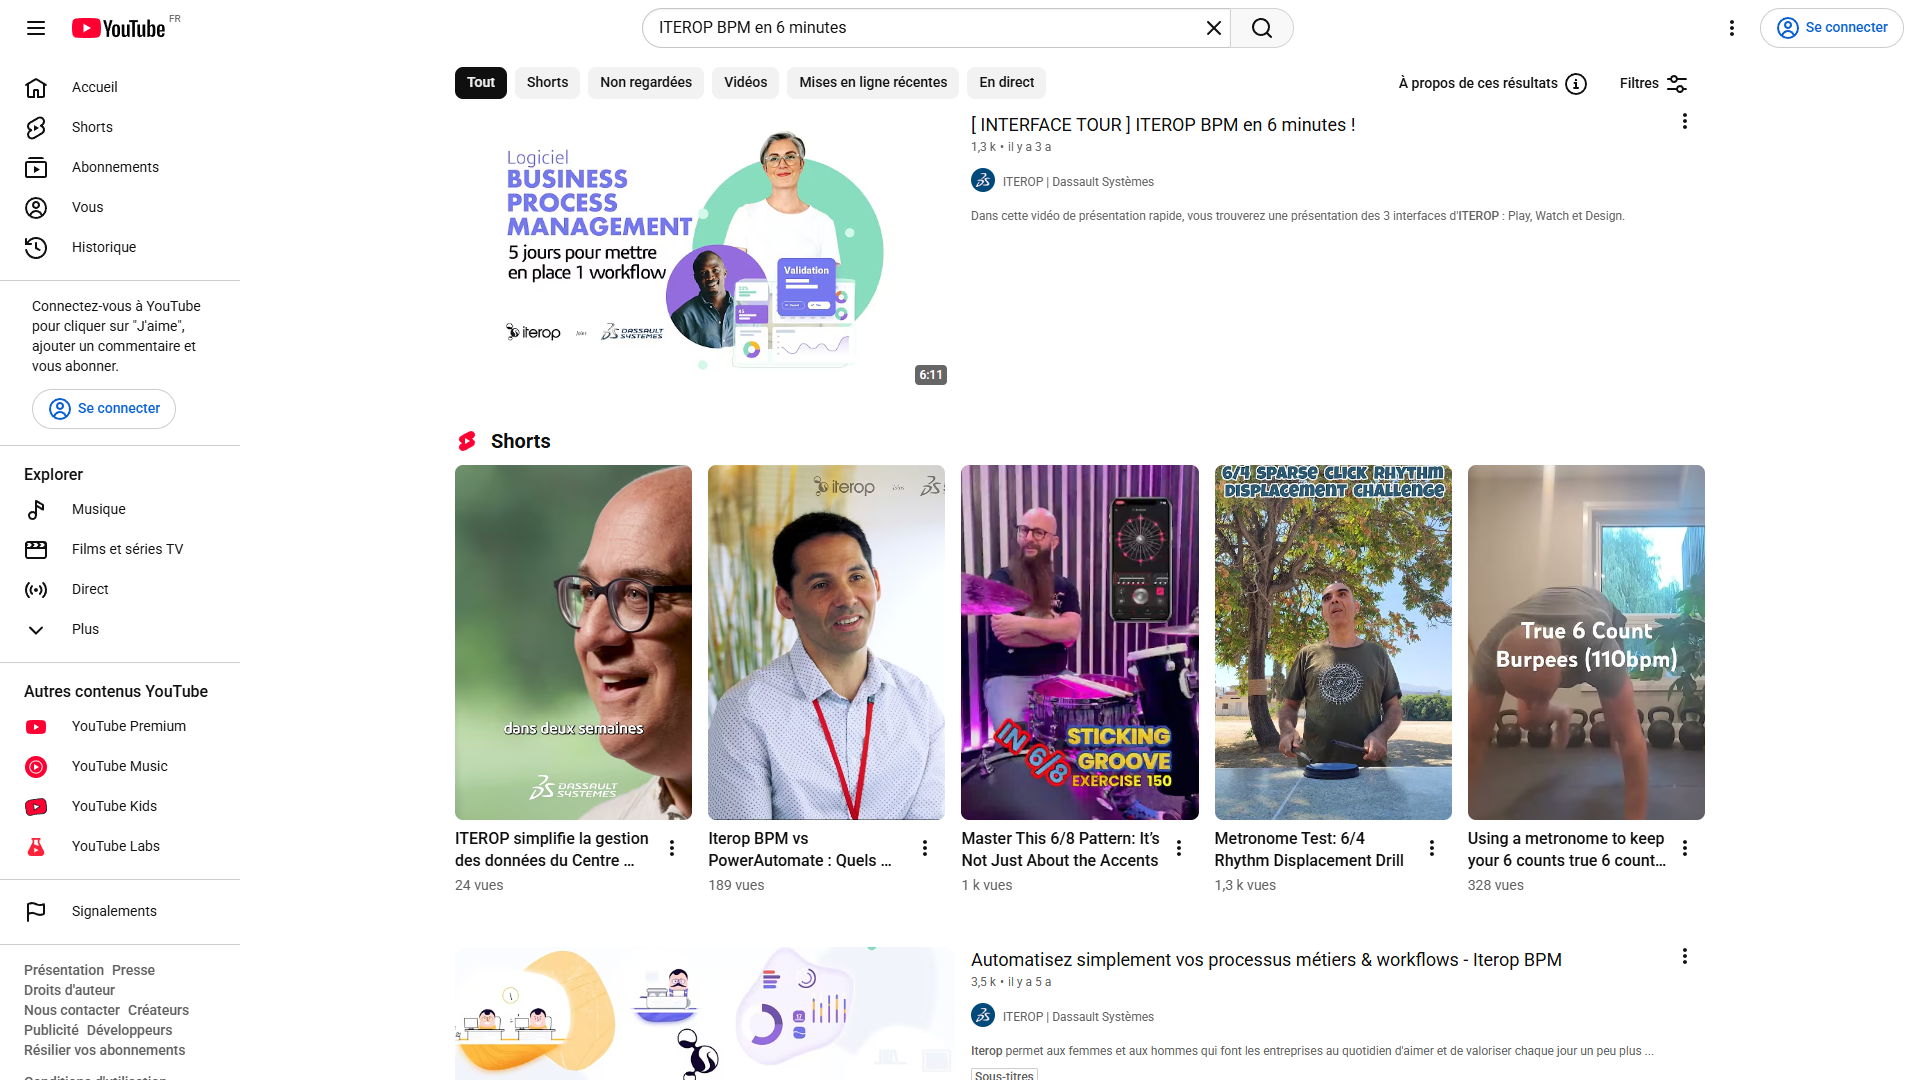 YouTube FR
ITEROP BPM en 6 minutes
Se connecter
Accueil
Shorts
Abonnements
Vous
Historique
Connectez-vous à YouTube
pour cliquer sur "J'aime",
ajouter un commentaire et
vous abonner.
Se connecter
Explorer
Musique
Films et séries TV
Direct
Plus
Autres contenus YouTube
YouTube Premium
YouTube Music
YouTube Kids
YouTube Labs
Signalements
Présentation Presse
Droits d'auteur
Nous contacter Créateurs
Publicité Développeurs
Résilier vos abonnements
Conditions d'utilisation
Tout
Shorts
Non regardées
Vidéos
Mises en ligne récentes
En direct
À propos de ces résultats
Filtres
Logiciel
BUSINESS
PROCESS
MANAGEMENT
5 jours pour mettre
en place 1 workflow
Validation
iterop
joins
DASSAULT
SYSTEMES
6:11
[ INTERFACE TOUR ] ITEROP BPM en 6 minutes !
1,3 k • il y a 3 a
ITEROP | Dassault Systèmes
Dans cette vidéo de présentation rapide, vous trouverez une présentation des 3 interfaces d'ITEROP : Play, Watch et Design.
Shorts
dans deux semaines
DASSAULT
SYSTEMES
ITEROP simplifie la gestion
des données du Centre ...
24 vues
iterop
Iterop BPM vs
PowerAutomate : Quels ...
189 vues
IN 6/8
STICKING
GROOVE
EXERCISE 150
Master This 6/8 Pattern: It’s
Not Just About the Accents
1 k vues
6/4 SPARSE CLICK RHYTHM
DISPLACEMENT CHALLENGE
Metronome Test: 6/4
Rhythm Displacement Drill
1,3 k vues
True 6 Count
Burpees (110bpm)
Using a metronome to keep
your 6 counts true 6 count...
328 vues
Automatisez simplement vos processus métiers & workflows - Iterop BPM
3,5 k • il y a 5 a
ITEROP | Dassault Systèmes
Iterop permet aux femmes et aux hommes qui font les entreprises au quotidien d'aimer et de valoriser chaque jour un peu plus ...
Sous-titres